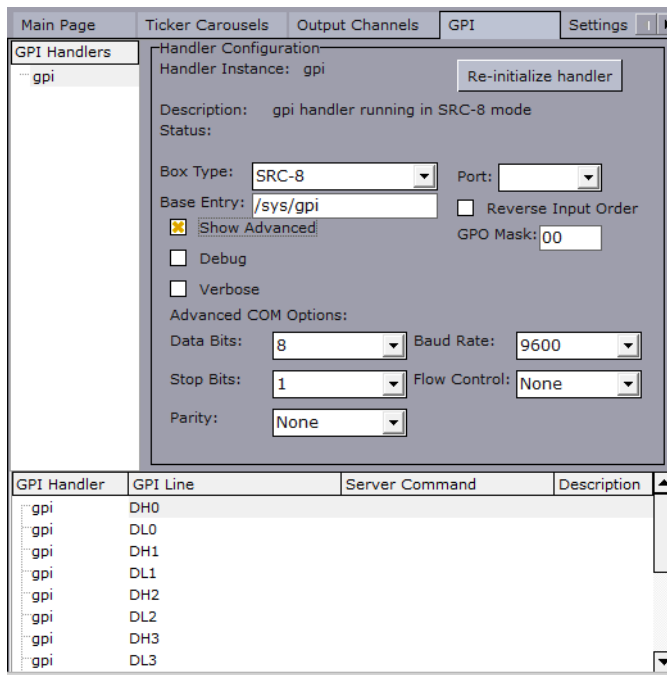 Main Page Ticker Carousels Output Channels GPI Settings
GPI Handlers
gpi
Handler Configuration
Handler Instance: gpi
Re-initialize handler
Description: gpi handler running in SRC-8 mode
Status:
Box Type: SRC-8 Port:
Base Entry: /sys/gpi Reverse Input Order
Show Advanced GPO Mask: 00
Debug
Verbose
Advanced COM Options:
Data Bits: 8 Baud Rate: 9600
Stop Bits: 1 Flow Control: None
Parity: None
GPI Handler GPI Line Server Command Description
gpi DH0
gpi DL0
gpi DH1
gpi DL1
gpi DH2
gpi DL2
gpi DH3
gpi DL3